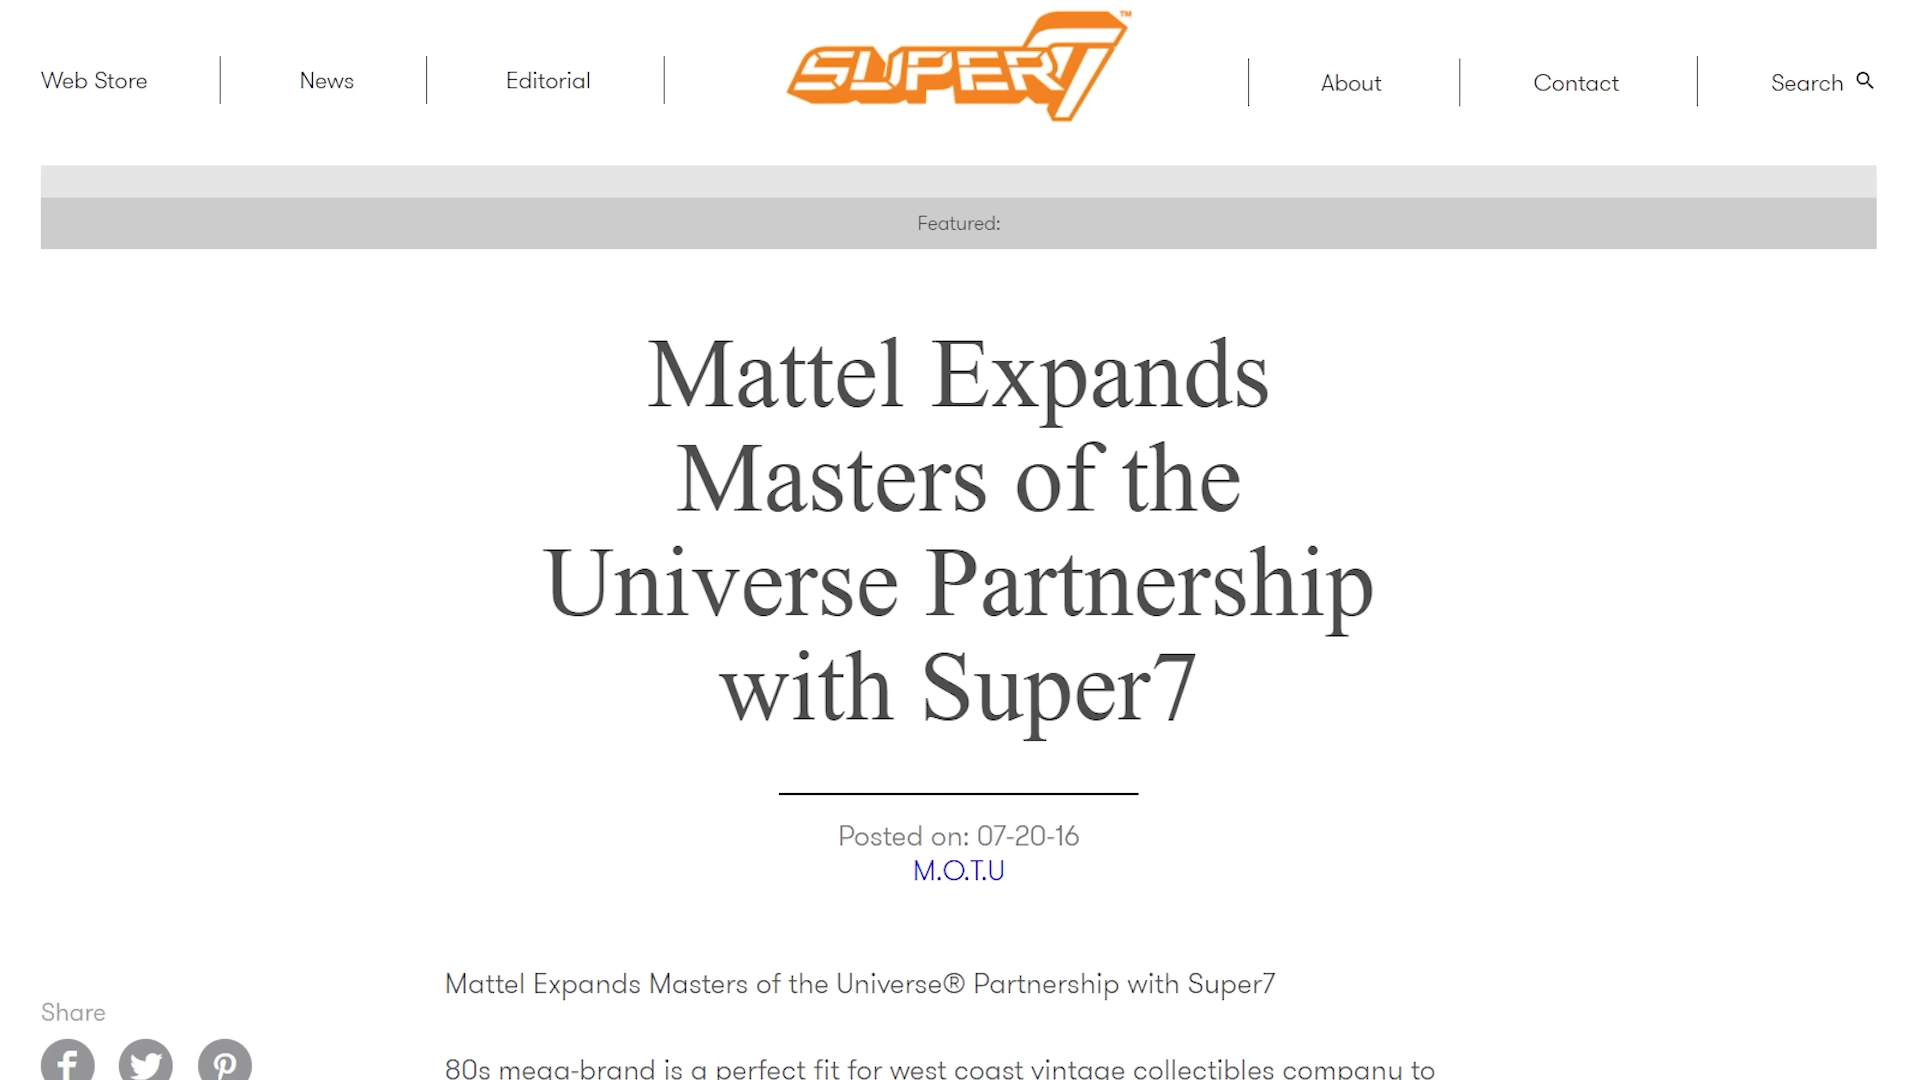 Web Store
News
Editorial
SUPER7™
About
Contact
Search
Featured:
Mattel Expands
Masters of the
Universe Partnership
with Super7
Posted on: 07-20-16
M.O.T.U
Mattel Expands Masters of the Universe® Partnership with Super7
Share
80s mega-brand is a perfect fit for west coast vintage collectibles company to